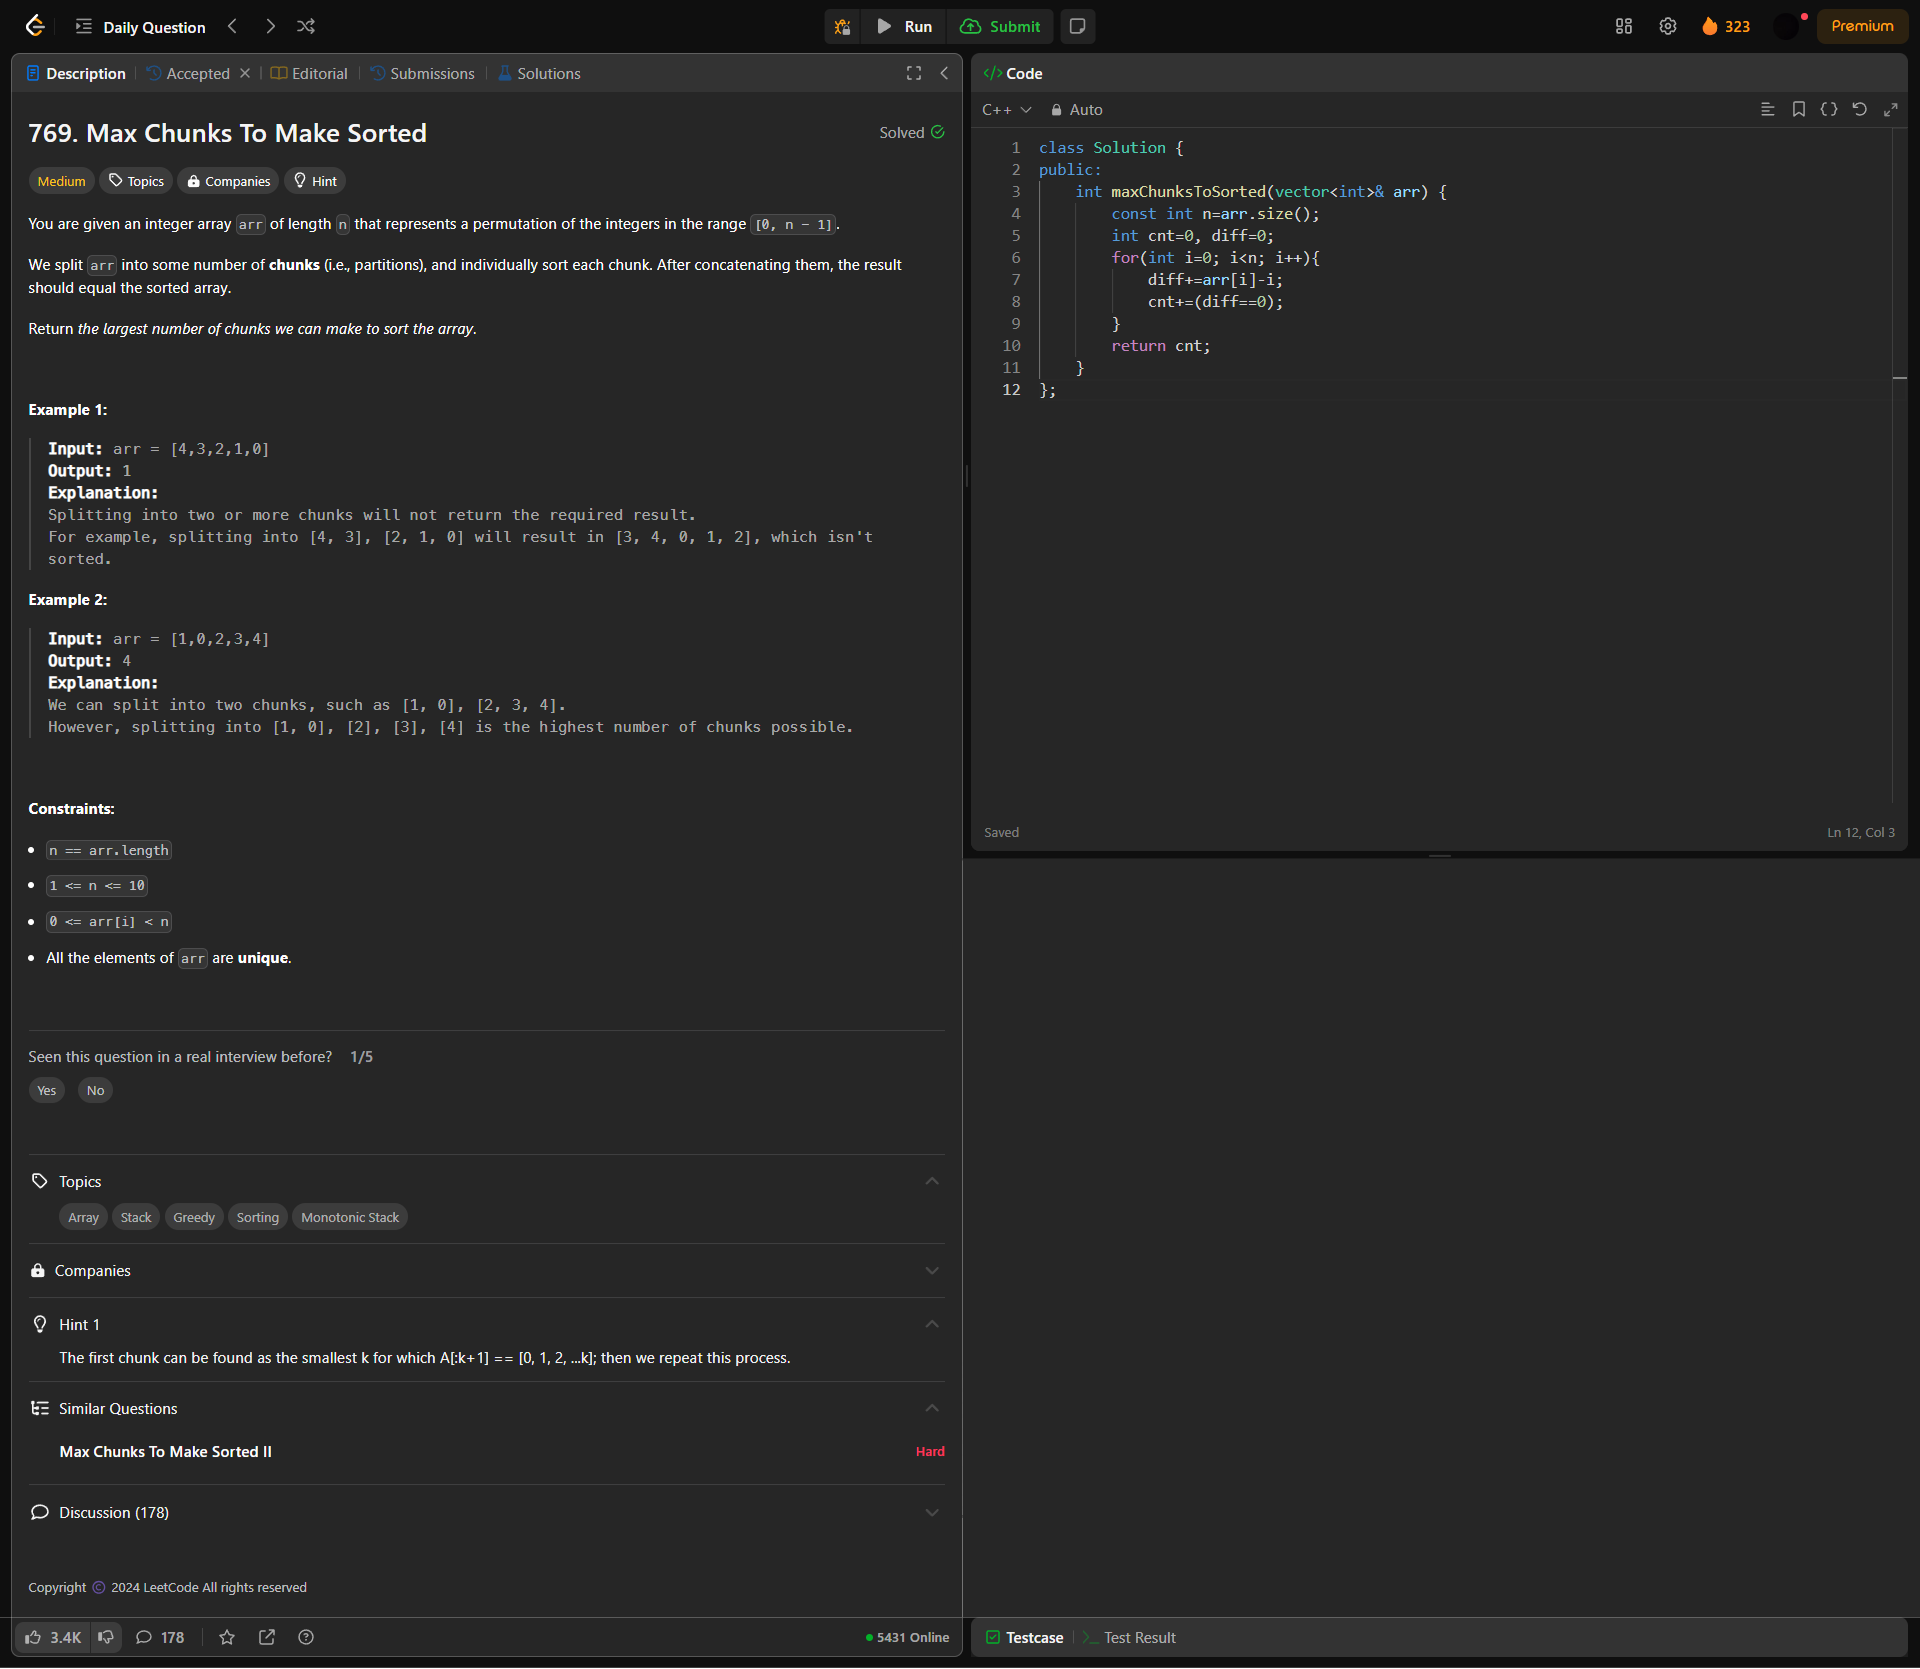 Daily Question
Run
Submit
323
Premium
Description
Accepted
Editorial
Submissions
Solutions
769. Max Chunks To Make Sorted
Solved
Medium
Topics
Companies
Hint
You are given an integer array arr of length n that represents a permutation of the integers in the range [0, n - 1].
We split arr into some number of chunks (i.e., partitions), and individually sort each chunk. After concatenating them, the result
should equal the sorted array.
Return the largest number of chunks we can make to sort the array.
Example 1:
Input: arr = [4,3,2,1,0]
Output: 1
Explanation:
Splitting into two or more chunks will not return the required result.
For example, splitting into [4, 3], [2, 1, 0] will result in [3, 4, 0, 1, 2], which isn't
sorted.
Example 2:
Input: arr = [1,0,2,3,4]
Output: 4
Explanation:
We can split into two chunks, such as [1, 0], [2, 3, 4].
However, splitting into [1, 0], [2], [3], [4] is the highest number of chunks possible.
Constraints:
n == arr.length
1 <= n <= 10
0 <= arr[i] < n
All the elements of arr are unique.
Seen this question in a real interview before? 1/5
Yes
No
Topics
Array
Stack
Greedy
Sorting
Monotonic Stack
Companies
Hint 1
The first chunk can be found as the smallest k for which A[:k+1] == [0, 1, 2, ...k]; then we repeat this process.
Similar Questions
Max Chunks To Make Sorted II
Hard
Discussion (178)
Copyright © 2024 LeetCode All rights reserved
3.4K
178
5431 Online
</> Code
C++
Auto
1 class Solution {
2 public:
3     int maxChunksToSorted(vector<int>& arr) {
4         const int n=arr.size();
5         int cnt=0, diff=0;
6         for(int i=0; i<n; i++){
7             diff+=arr[i]-i;
8             cnt+=(diff==0);
9         }
10         return cnt;
11     }
12 };
Saved
Ln 12, Col 3
Testcase
Test Result